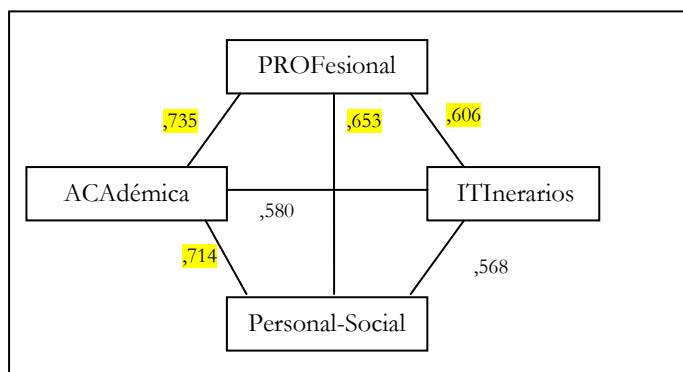 PROFesional
,735
,653
,606
ACAdémica
ITInerarios
,580
,714
,568
Personal-Social